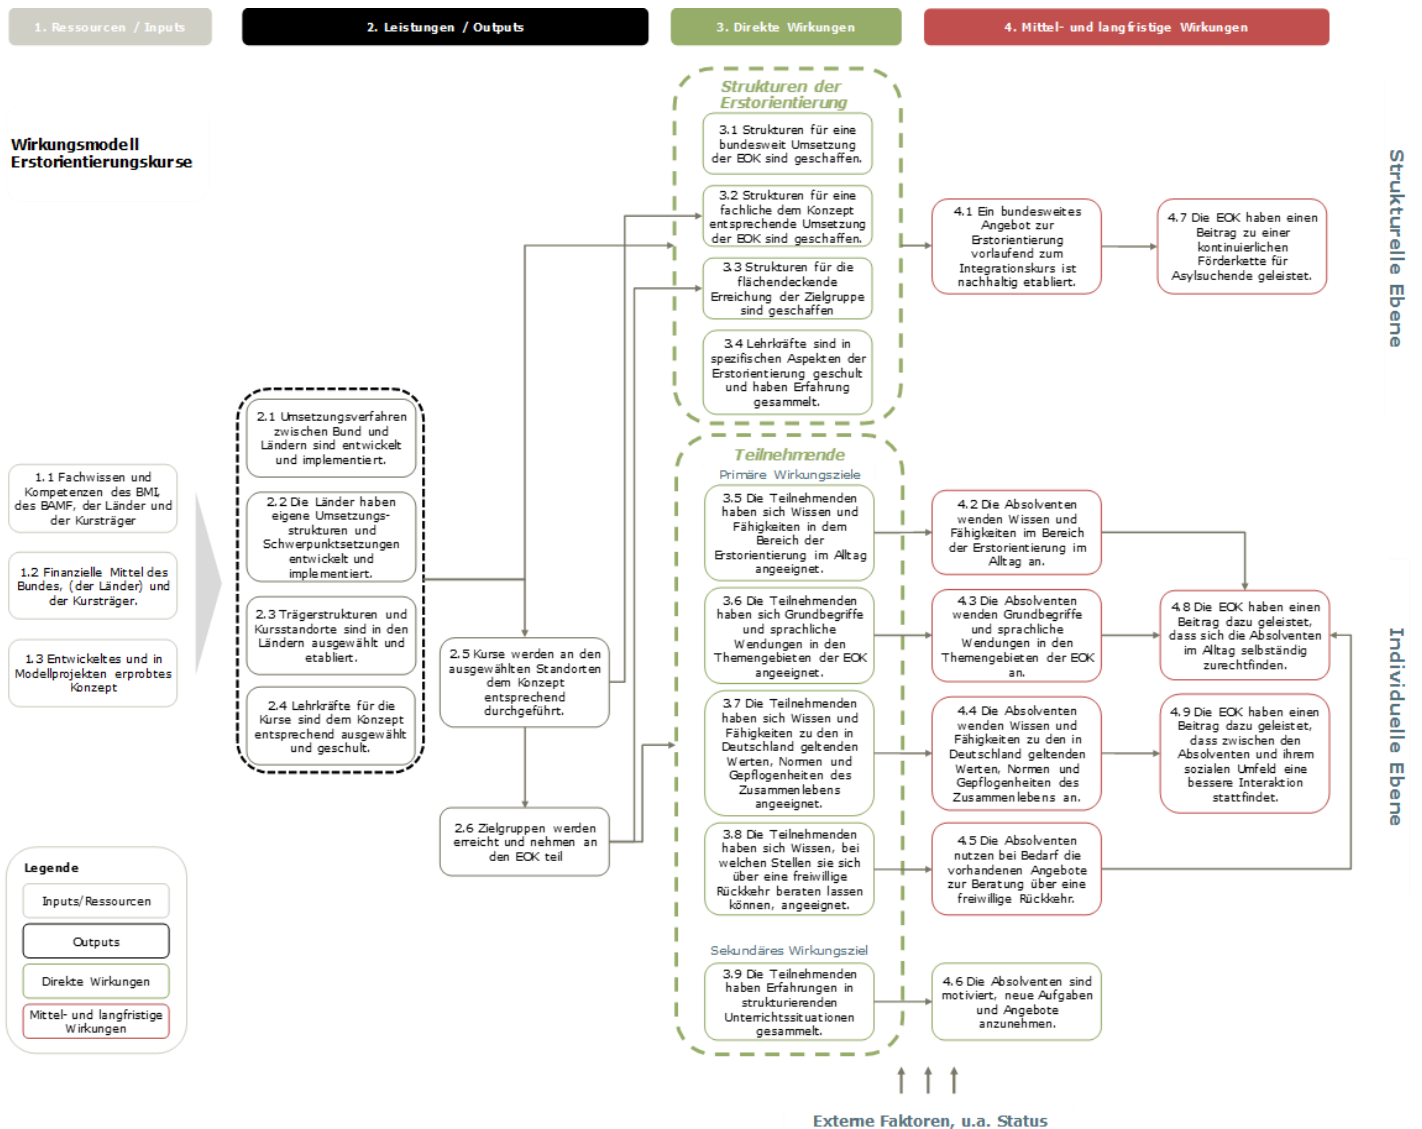 1. Ressourcen / Inputs
2. Leistungen / Outputs
3. Direkte Wirkungen
4. Mittel- und langfristige Wirkungen
Wirkungsmodell
Erstorientierungskurse
1.1 Fachwissen und
Kompetenzen des BMI,
des BAMF, der Länder und
der Kursträger
1.2 Finanzielle Mittel des
Bundes, (der Länder) und
der Kursträger.
1.3 Entwickeltes und in
Modellprojekten erprobtes
Konzept
2.1 Umsetzungsverfahren
zwischen Bund und
Ländern sind entwickelt
und implementiert.
2.2 Die Länder haben
eigene Umsetzungs-
strukturen und
Schwerpunktsetzungen
entwickelt und
implementiert.
2.3 Trägerstrukturen und
Kursstandorte sind in den
Ländern ausgewählt und
etabliert.
2.4 Lehrkräfte für die
Kurse sind dem Konzept
entsprechend ausgewählt
und geschult.
2.5 Kurse werden an den
ausgewählten Standorten
dem Konzept
entsprechend
durchgeführt.
2.6 Zielgruppen werden
erreicht und nehmen an
den EOK teil
Strukturen der
Erstorientierung
3.1 Strukturen für eine
bundesweit Umsetzung
der EOK sind geschaffen.
3.2 Strukturen für eine
fachliche dem Konzept
entsprechende Umsetzung
der EOK sind geschaffen.
3.3 Strukturen für die
flächendeckende
Erreichung der Zielgruppe
sind geschaffen
3.4 Lehrkräfte sind in
spezifischen Aspekten der
Erstorientierung geschult
und haben Erfahrung
gesammelt.
Teilnehmende
Primäre Wirkungsziele
3.5 Die Teilnehmenden
haben sich Wissen und
Fähigkeiten in dem
Bereich der
Erstorientierung im Alltag
angeeignet.
3.6 Die Teilnehmenden
haben sich Grundbegriffe
und sprachliche
Wendungen in den
Themengebieten der EOK
angeeignet.
3.7 Die Teilnehmenden
haben sich Wissen und
Fähigkeiten zu den in
Deutschland geltenden
Werten, Normen und
Gepflogenheiten des
Zusammenlebens
angeeignet.
3.8 Die Teilnehmenden
haben sich Wissen, bei
welchen Stellen sie sich
über eine freiwillige
Rückkehr beraten lassen
können, angeeignet.
Sekundäres Wirkungsziel
3.9 Die Teilnehmenden
haben Erfahrungen in
strukturierenden
Unterrichtssituationen
gesammelt.
4.1 Ein bundesweites
Angebot zur
Erstorientierung
vorlaufend zum
Integrationskurs ist
nachhaltig etabliert.
4.7 Die EOK haben einen
Beitrag zu einer
kontinuierlichen
Förderkette für
Asylsuchende geleistet.
4.2 Die Absolventen
wenden Wissen und
Fähigkeiten im Bereich
der Erstorientierung im
Alltag an.
4.3 Die Absolventen
wenden Grundbegriffe
und sprachliche
Wendungen in den
Themengebieten der EOK
an.
4.4 Die Absolventen
wenden Wissen und
Fähigkeiten zu den in
Deutschland geltenden
Werten, Normen und
Gepflogenheiten des
Zusammenlebens an.
4.5 Die Absolventen
nutzen bei Bedarf die
vorhandenen Angebote
zur Beratung über eine
freiwillige Rückkehr.
4.6 Die Absolventen sind
motiviert, neue Aufgaben
und Angebote
anzunehmen.
4.8 Die EOK haben einen
Beitrag dazu geleistet,
dass sich die Absolventen
im Alltag selbständig
zurechtfinden.
4.9 Die EOK haben einen
Beitrag dazu geleistet,
dass zwischen den
Absolventen und ihrem
sozialen Umfeld eine
bessere Interaktion
stattfindet.
Strukturelle Ebene
Individuelle Ebene
Legende
Inputs/Ressourcen
Outputs
Direkte Wirkungen
Mittel- und langfristige
Wirkungen
Externe Faktoren, u.a. Status